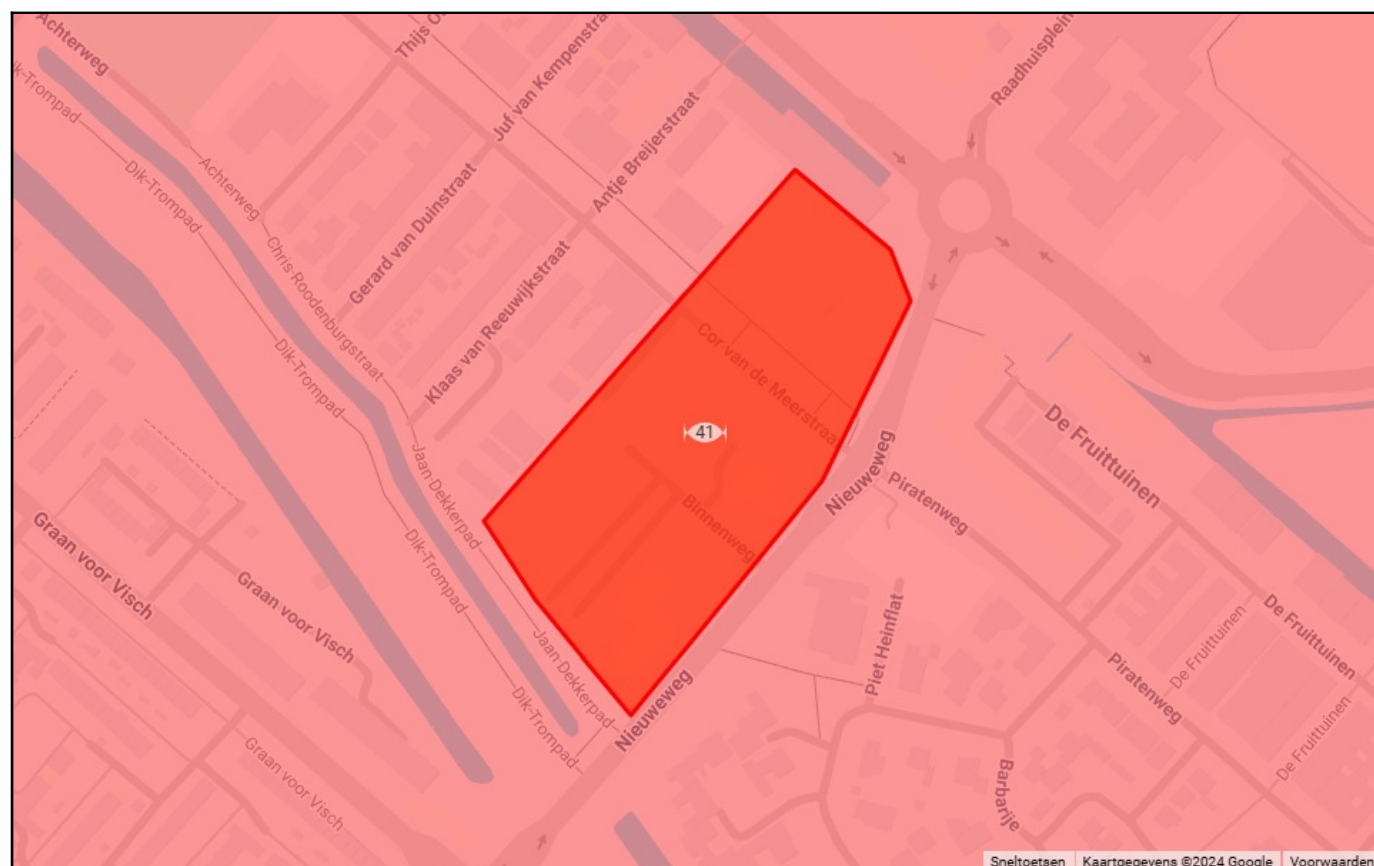 Achterweg
Thijs O
Juf van Kempenstra
Raadhuisplein
ik-Trompad
Dik-Trompad
Achterweg
Antje Breijerstraat
Gerard van Duinstraat
Chris Roodenburgstraat
Klaas van Reeuwijkstraat
Dik-Trompad
Dik-Trompad
Cor van de Meerstraat
41
De Fruittuinen
Jaan Dekkerpad
Nieuweweg
Piratenweg
Binnenweg
Graan voor Visch
Dik-Trompad
Graan voor Visch
Piet Heinflat
De Fruittuinen
De Fruittuinen
Jaan Dekkerpad
Piratenweg
Dik-Trompad
Nieuweweg
De Fruittuinen
Graan voor Visch
Barbarije
Sneltoetsen
Kaartgegevens ©2024 Google
Voorwaarden